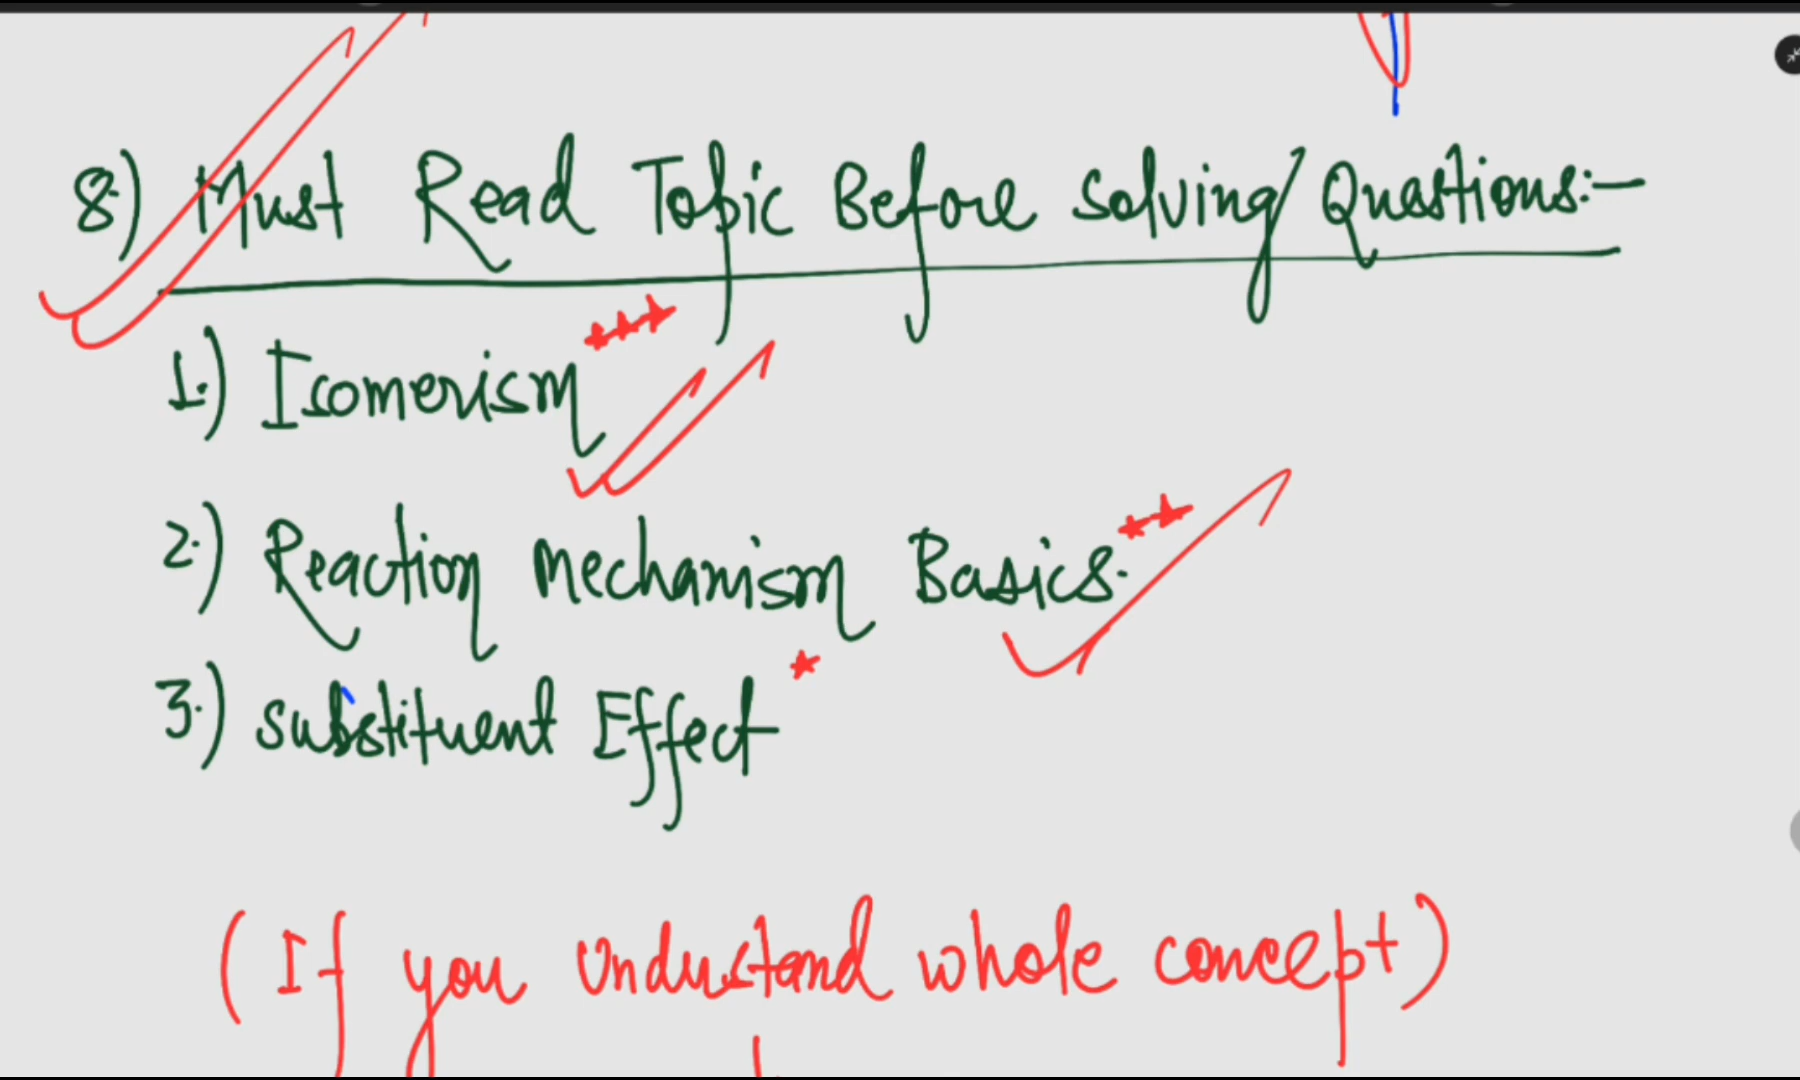 8) Must Read Topic Before solving Questions:-
1.) Isomerism
2.) Reaction Mechanism Basics.
3.) Substituent Effect
(If you understand whole concept)